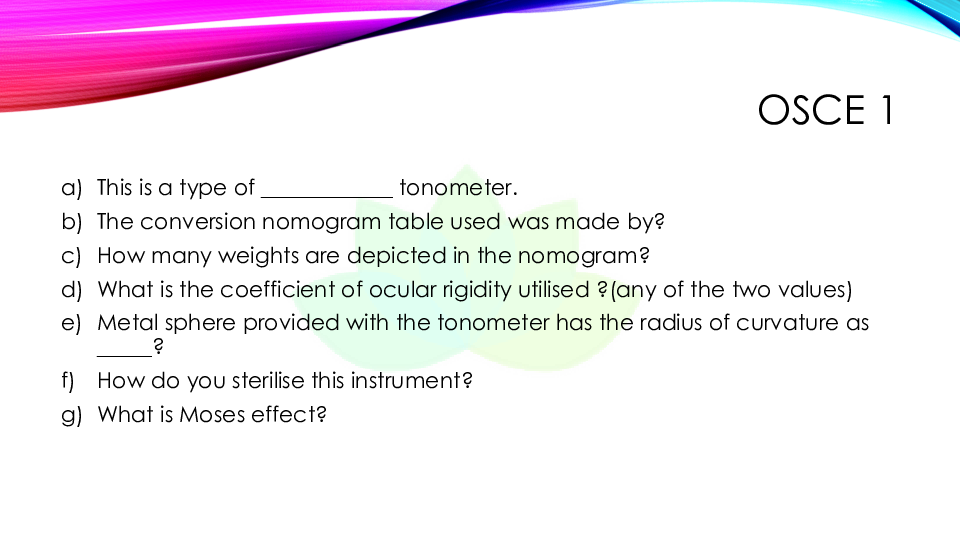 OSCE 1
a) This is a type of ____________ tonometer.
b) The conversion nomogram table used was made by?
c) How many weights are depicted in the nomogram?
d) What is the coefficient of ocular rigidity utilised ?(any of the two values)
e) Metal sphere provided with the tonometer has the radius of curvature as
_____?
f) How do you sterilise this instrument?
g) What is Moses effect?